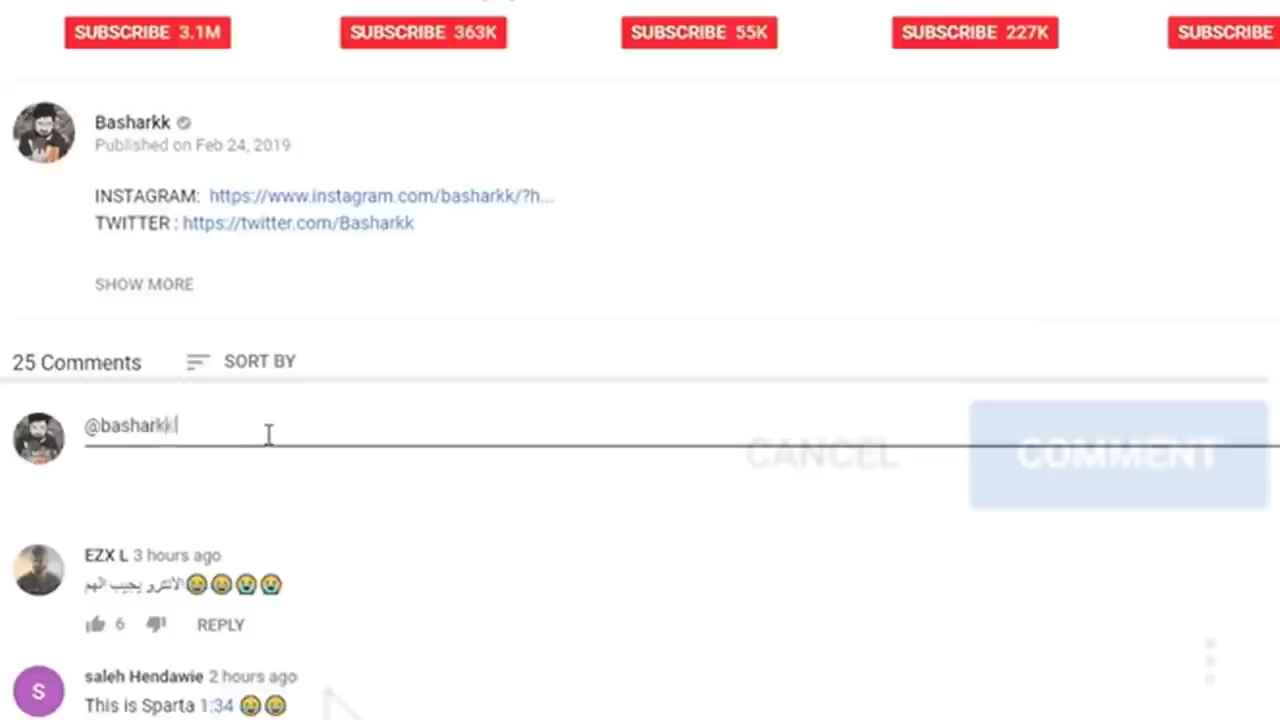 SUBSCRIBE 3.1M SUBSCRIBE 363K SUBSCRIBE 55K SUBSCRIBE 227K SUBSCRIBE
Basharkk
Published on Feb 24, 2019
INSTAGRAM: https://www.instagram.com/basharkk/?h...
TWITTER : https://twitter.com/Basharkk
SHOW MORE
25 Comments SORT BY
@basharkk
CANCEL COMMENT
EZX L 3 hours ago
الانترو يجيب الهم😂😂😭😭
6 REPLY
S
saleh Hendawie 2 hours ago
This is Sparta 1:34 😂😂